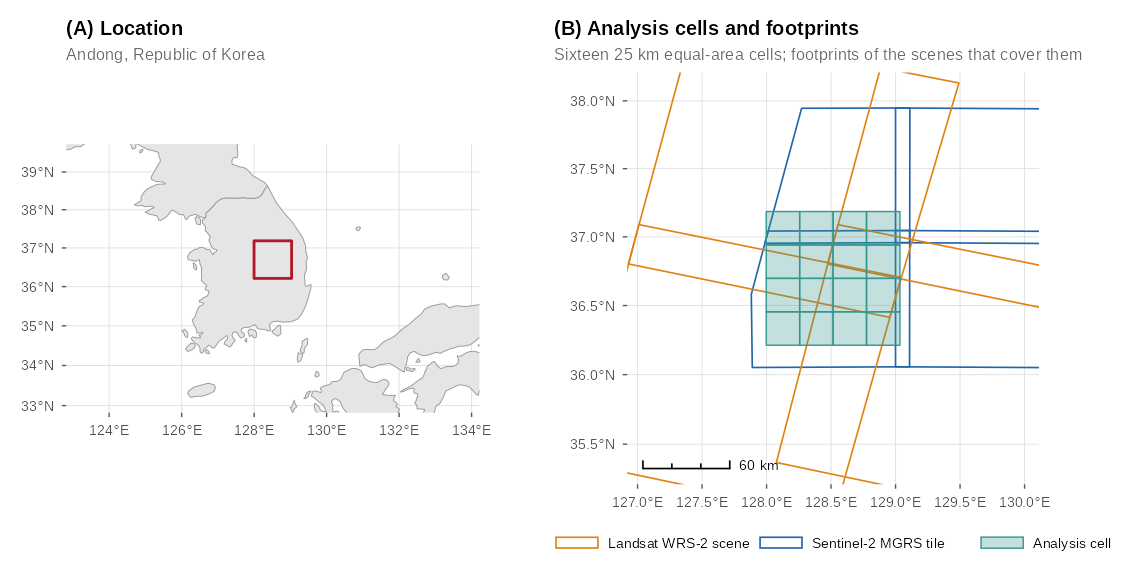 (A) Location
Andong, Republic of Korea
39°N
38°N
37°N
36°N
35°N
34°N
33°N
124°E 126°E 128°E 130°E 132°E 134°E
(B) Analysis cells and footprints
Sixteen 25 km equal-area cells; footprints of the scenes that cover them
38.0°N
37.5°N
37.0°N
36.5°N
36.0°N
35.5°N
60 km
127.0°E 127.5°E 128.0°E 128.5°E 129.0°E 129.5°E 130.0°E
Landsat WRS-2 scene Sentinel-2 MGRS tile Analysis cell